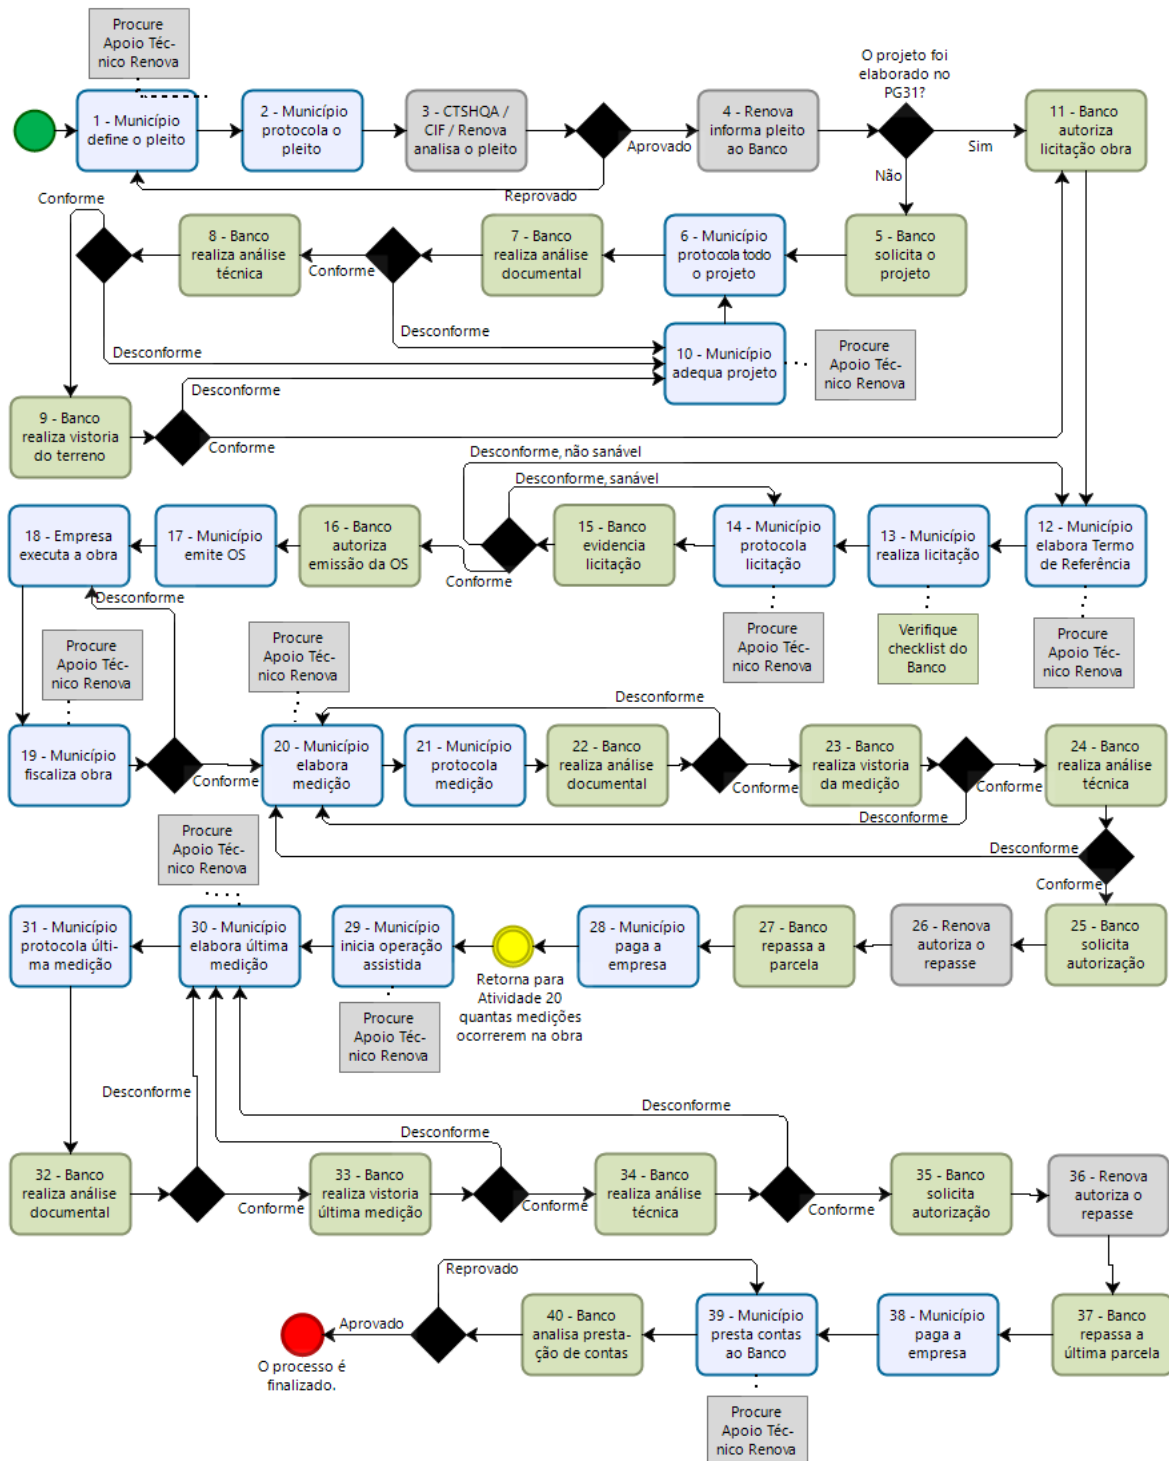 Procure
Apoio Téc-
nico Renova
O projeto foi
elaborado no
PG31?
1 - Município
define o pleito
2 - Município
protocola o
pleito
3 - CTSHQA /
CIF / Renova
analisa o pleito
Aprovado
Reprovado
4 - Renova
informa pleito
ao Banco
Sim
Não
11 - Banco
autoriza
licitação obra
Conforme
8 - Banco
realiza análise
técnica
Conforme
7 - Banco
realiza análise
documental
6 - Município
protocola todo
o projeto
5 - Banco
solicita o
projeto
Desconforme
Desconforme
10 - Município
adequa projeto
Procure
Apoio Téc-
nico Renova
Desconforme
9 - Banco
realiza vistoria
do terreno
Conforme
Desconforme, não sanável
Desconforme, sanável
18 - Empresa
executa a obra
17 - Município
emite OS
16 - Banco
autoriza
emissão da OS
Conforme
15 - Banco
evidencia
licitação
14 - Município
protocola
licitação
13 - Município
realiza licitação
12 - Município
elabora Termo
de Referência
Desconforme
Procure
Apoio Téc-
nico Renova
Procure
Apoio Téc-
nico Renova
Procure
Apoio Téc-
nico Renova
Verifique
checklist do
Banco
Procure
Apoio Téc-
nico Renova
Desconforme
19 - Município
fiscaliza obra
Conforme
20 - Município
elabora
medição
21 - Município
protocola
medição
22 - Banco
realiza análise
documental
Conforme
23 - Banco
realiza vistoria
da medição
Conforme
24 - Banco
realiza análise
técnica
Desconforme
Desconforme
Conforme
Procure
Apoio Téc-
nico Renova
31 - Município
protocola últi-
ma medição
30 - Município
elabora última
medição
29 - Município
inicia operação
assistida
Retorna para
Atividade 20
quantas medições
ocorrerem na obra
28 - Município
paga a
empresa
27 - Banco
repassa a
parcela
26 - Renova
autoriza o
repasse
25 - Banco
solicita
autorização
Procure
Apoio Téc-
nico Renova
Desconforme
Desconforme
Desconforme
32 - Banco
realiza análise
documental
Conforme
33 - Banco
realiza vistoria
última medição
Conforme
34 - Banco
realiza análise
técnica
Conforme
35 - Banco
solicita
autorização
36 - Renova
autoriza o
repasse
Reprovado
Aprovado
O processo é
finalizado.
40 - Banco
analisa presta-
ção de contas
39 - Município
presta contas
ao Banco
38 - Município
paga a
empresa
37 - Banco
repassa a
última parcela
Procure
Apoio Téc-
nico Renova